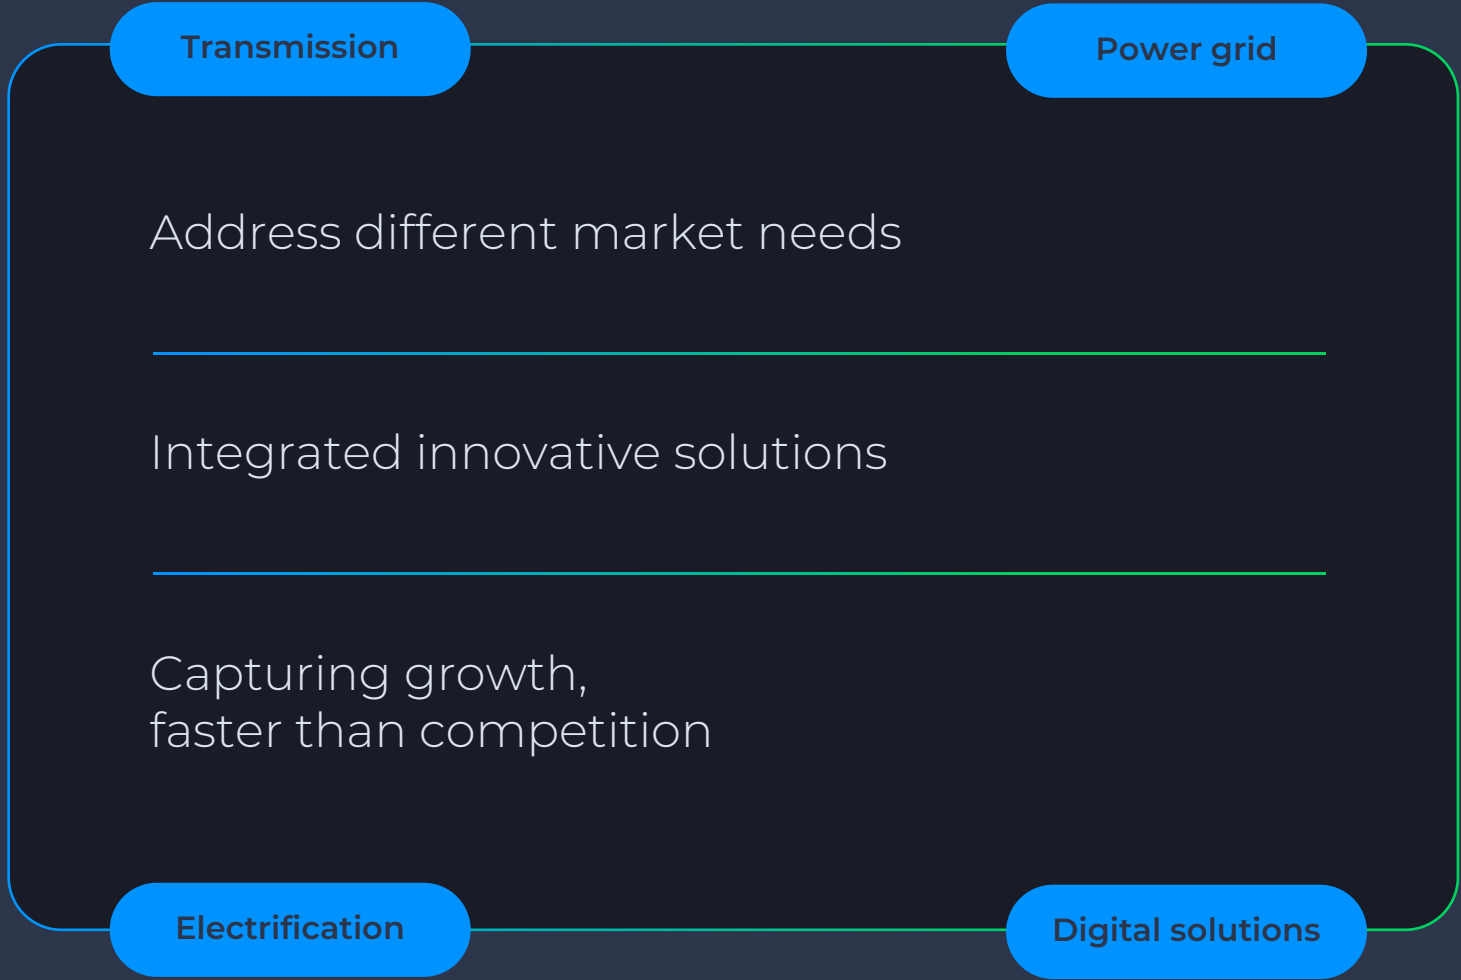 Transmission
Power grid
Address different market needs
Integrated innovative solutions
Capturing growth,
faster than competition
Electrification
Digital solutions